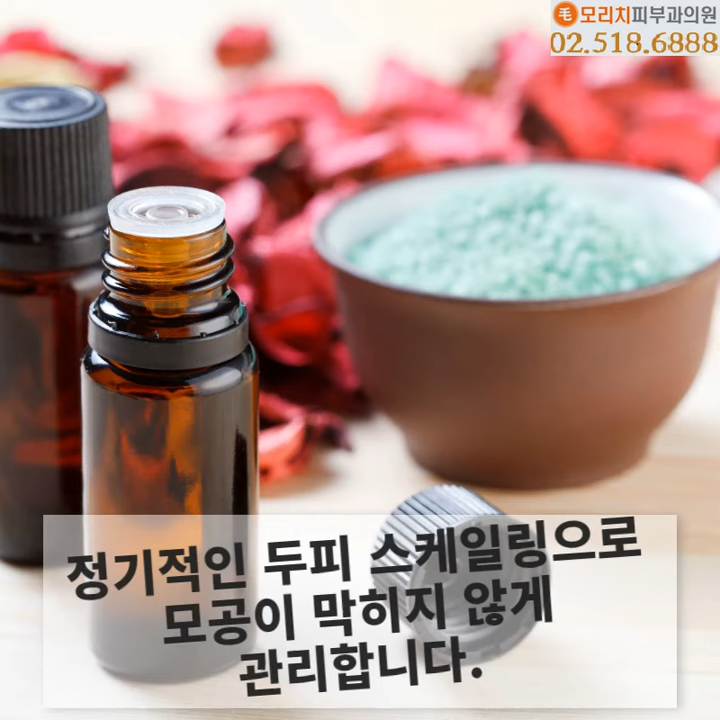 毛 모리치피부과의원
02.518.6888
정기적인 두피 스케일링으로
모공이 막히지 않게
관리합니다.